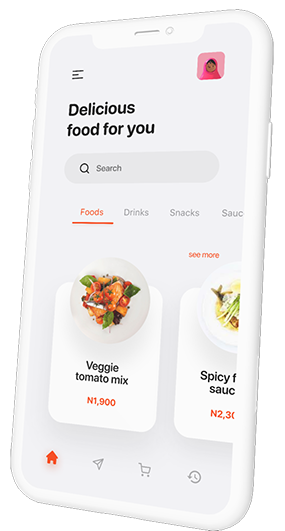 Delicious
food for you
Search
Foods Drinks Snacks Sauc
see more
Veggie
tomato mix
N1,900
Spicy f
sauc
N2,30